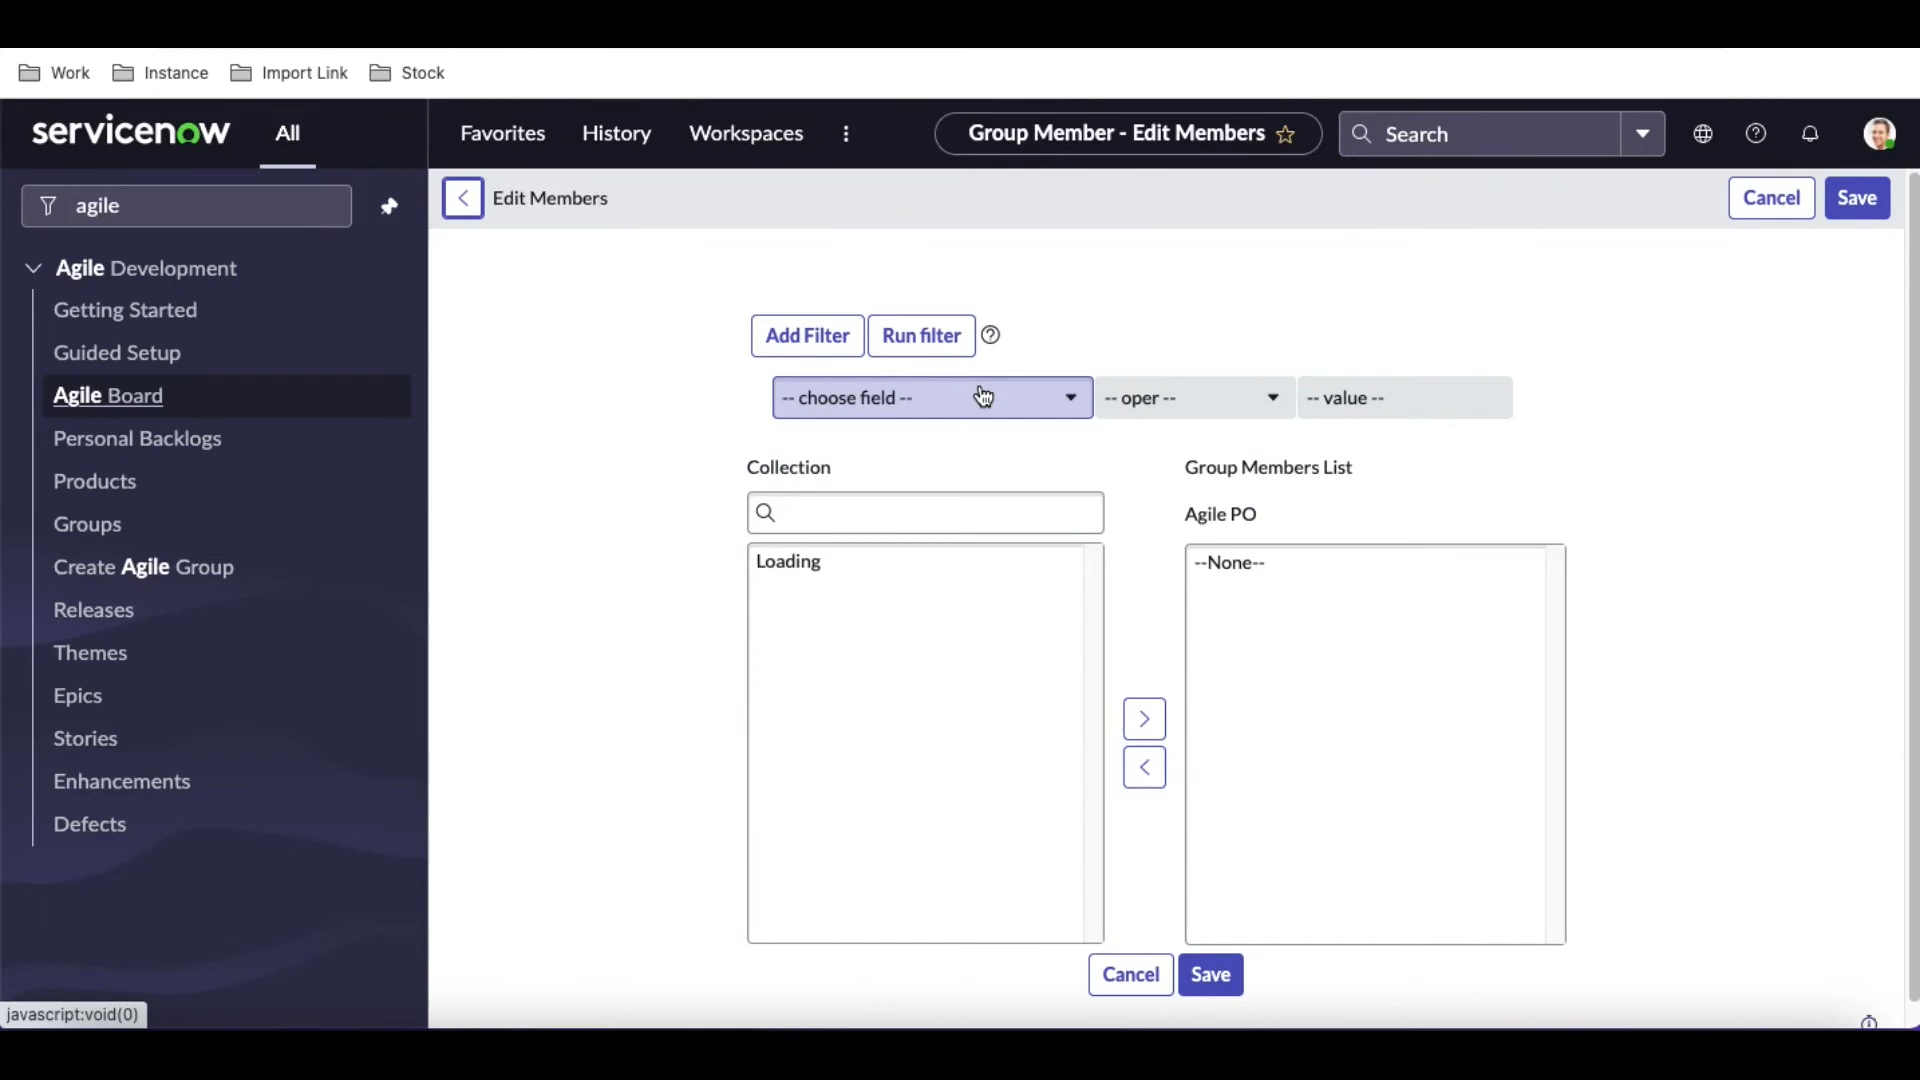 Work Instance Import Link Stock
servicenow All Favorites History Workspaces Group Member - Edit Members Search
agile
Edit Members Cancel Save
Agile Development
Getting Started
Guided Setup
Agile Board
Personal Backlogs
Products
Groups
Create Agile Group
Releases
Themes
Epics
Stories
Enhancements
Defects
Add Filter Run filter
-- choose field -- -- oper -- -- value --
Collection Group Members List
Agile PO
Loading --None--
Cancel Save
javascript:void(0)